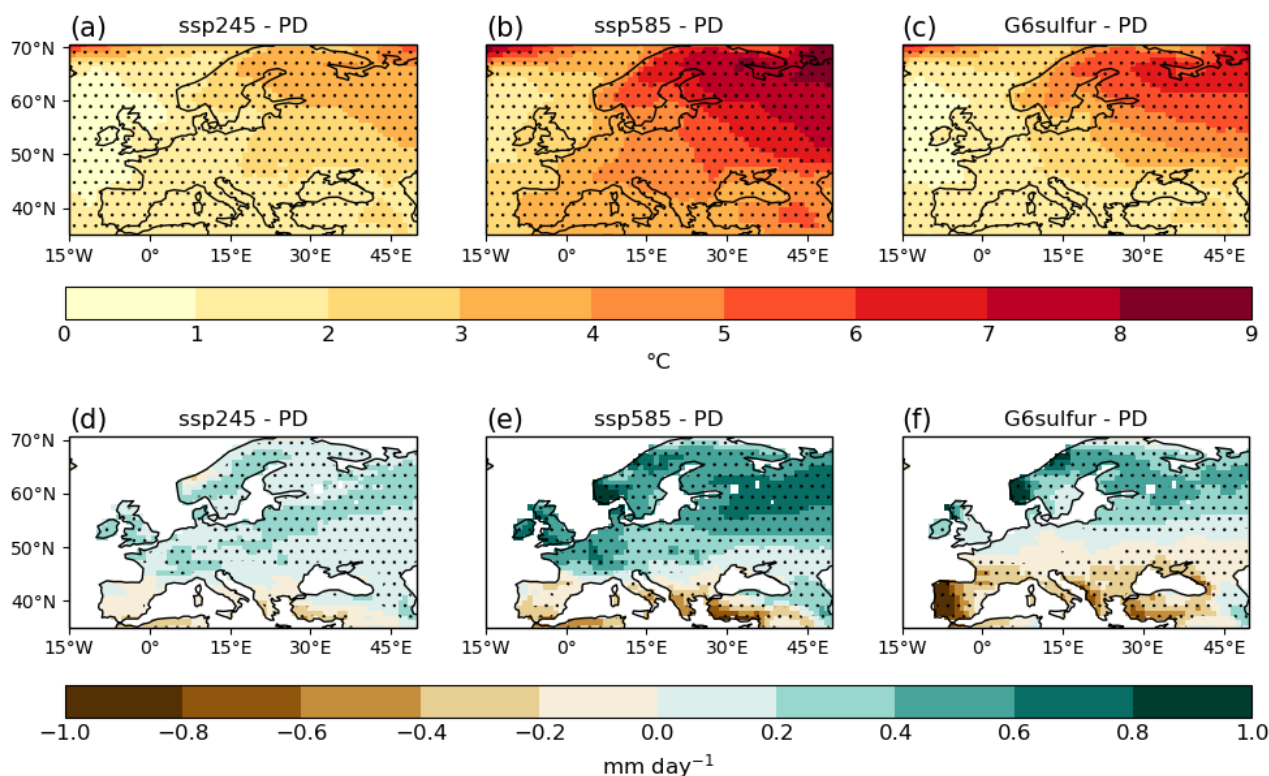 (a) ssp245 - PD
(b) ssp585 - PD
(c) G6sulfur - PD
70°N
60°N
50°N
40°N
15°W 0° 15°E 30°E 45°E
15°W 0° 15°E 30°E 45°E
15°W 0° 15°E 30°E 45°E
0 1 2 3 4 5 6 7 8 9
°C
(d) ssp245 - PD
(e) ssp585 - PD
(f) G6sulfur - PD
70°N
60°N
50°N
40°N
15°W 0° 15°E 30°E 45°E
15°W 0° 15°E 30°E 45°E
15°W 0° 15°E 30°E 45°E
−1.0 −0.8 −0.6 −0.4 −0.2 0.0 0.2 0.4 0.6 0.8 1.0
mm day⁻¹